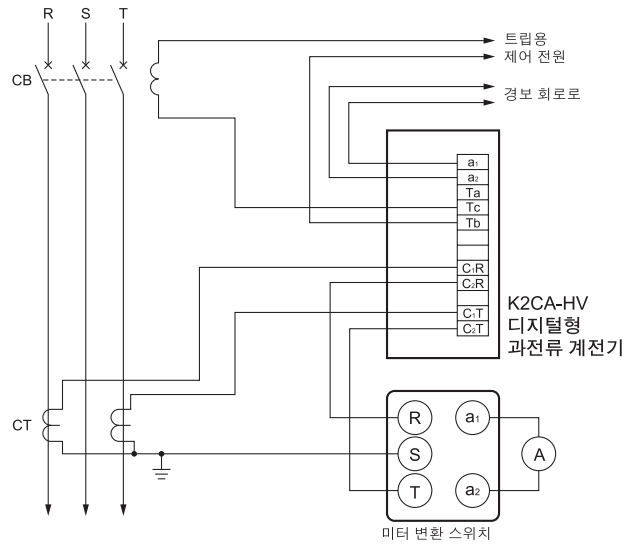 R S T
트립용
제어 전원
CB
경보 회로로
a1
a2
Ta
Tc
Tb
C1R
C2R
C1T
C2T
K2CA-HV
디지털형
과전류 계전기
CT
R a1
S A
T a2
미터 변환 스위치